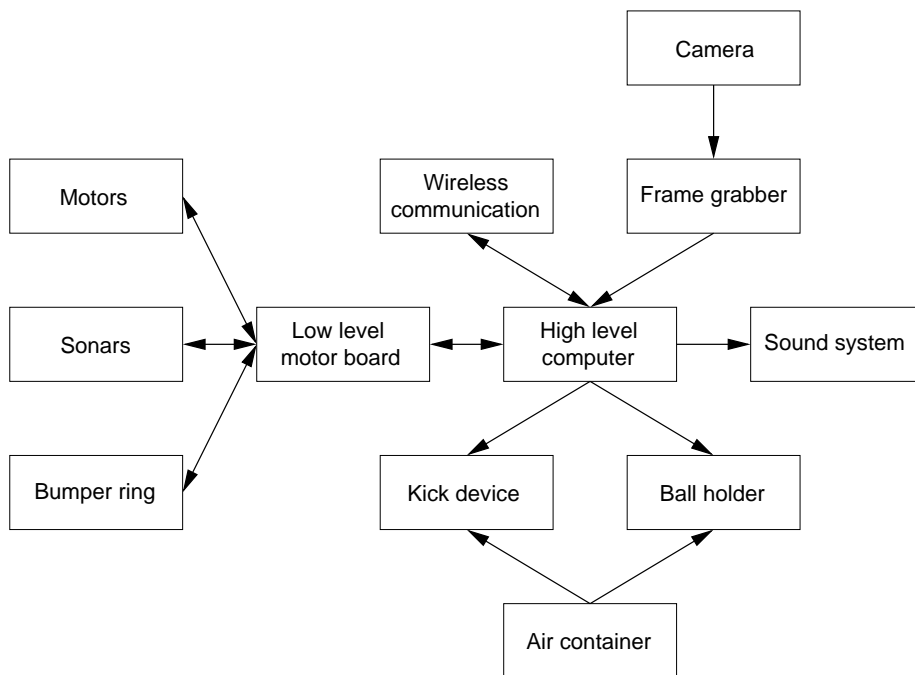 Camera
Motors
Wireless
communication
Frame grabber
Sonars
Low level
motor board
High level
computer
Sound system
Bumper ring
Kick device
Ball holder
Air container